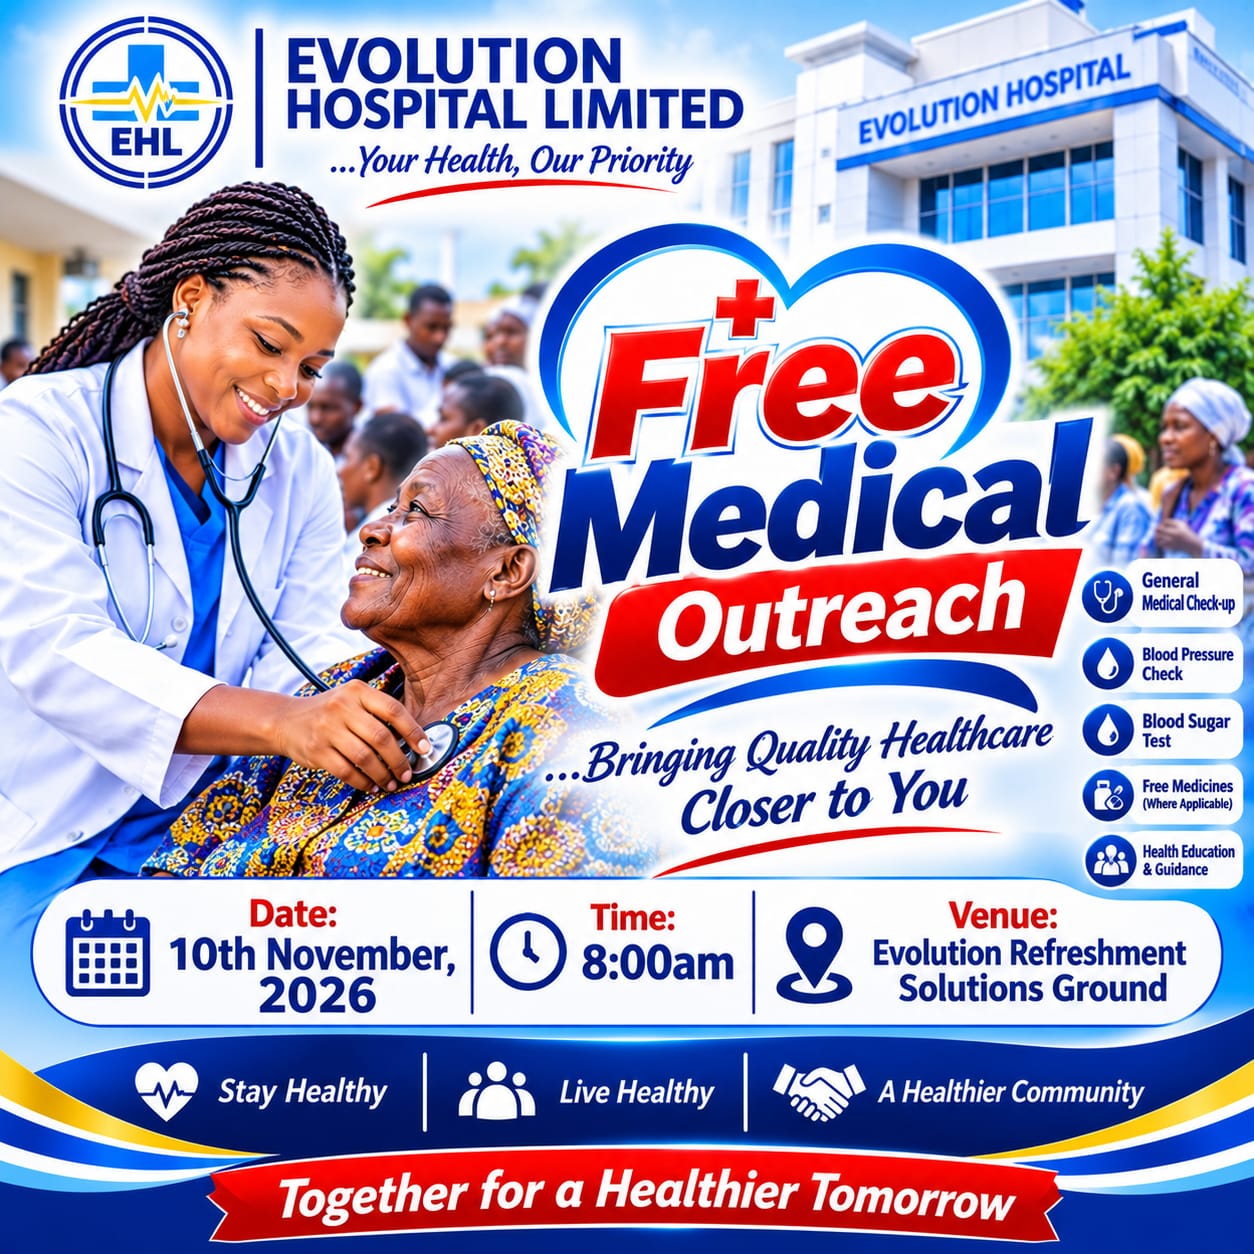 EHL
EVOLUTION
HOSPITAL LIMITED
...Your Health, Our Priority
EVOLUTION HOSPITAL
Free
Medical
Outreach
...Bringing Quality Healthcare
Closer to You
General
Medical Check-up
Blood Pressure
Check
Blood Sugar
Test
Free Medicines
(Where Applicable)
Health Education
& Guidance
Date:
10th November,
2026
Time:
8:00am
Venue:
Evolution Refreshment
Solutions Ground
Stay Healthy
Live Healthy
A Healthier Community
Together for a Healthier Tomorrow